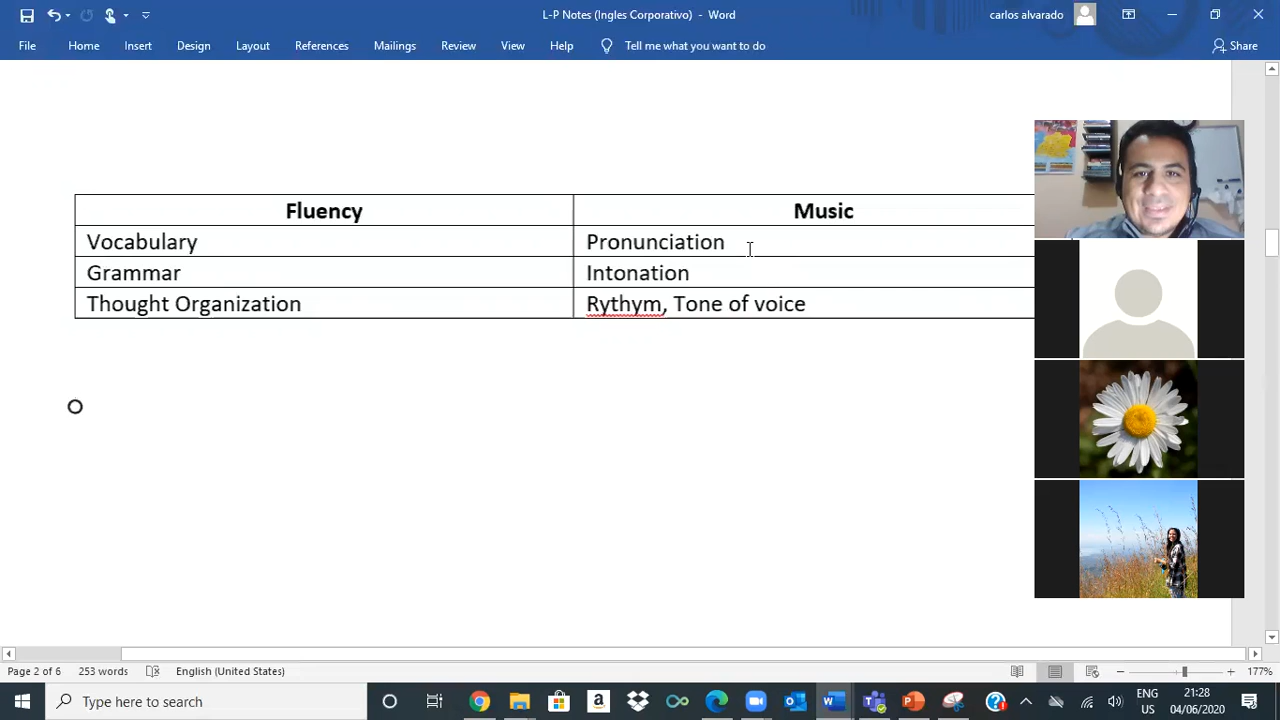 L-P Notes (Ingles Corporativo) - Word
carlos alvarado
File Home Insert Design Layout References Mailings Review View Help Tell me what you want to do Share
Fluency Music
Vocabulary Pronunciation
Grammar Intonation
Thought Organization Rythym, Tone of voice
Page 2 of 6 253 words English (United States) 177%
Type here to search
ENG 21:28
US 04/06/2020